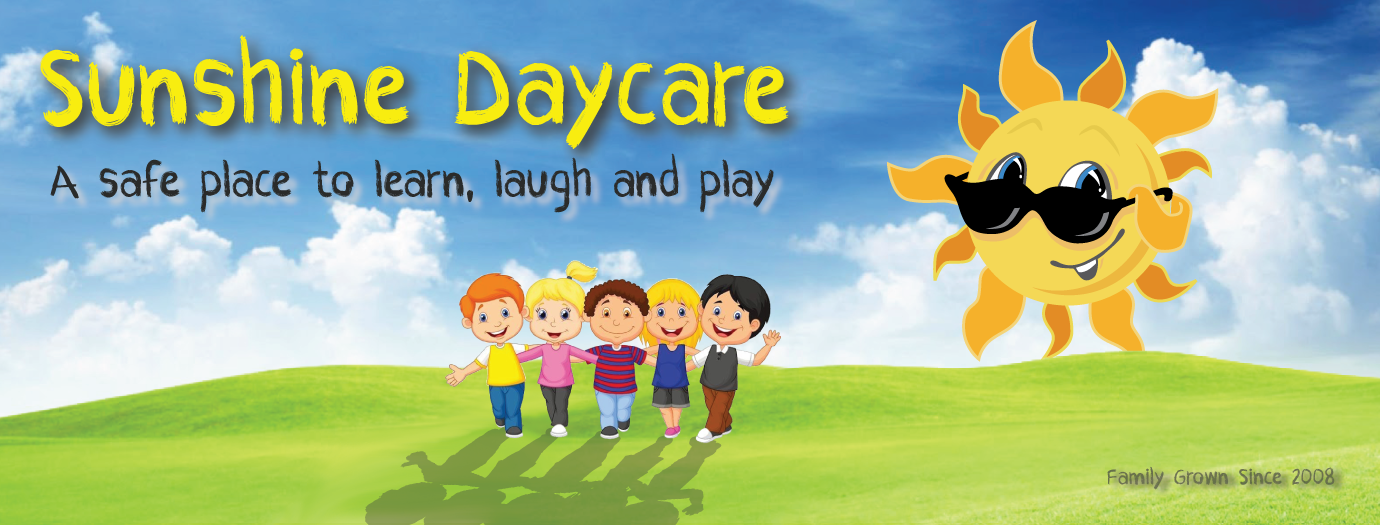 Sunshine Daycare
A safe place to learn, laugh and play
Family Grown Since 2008